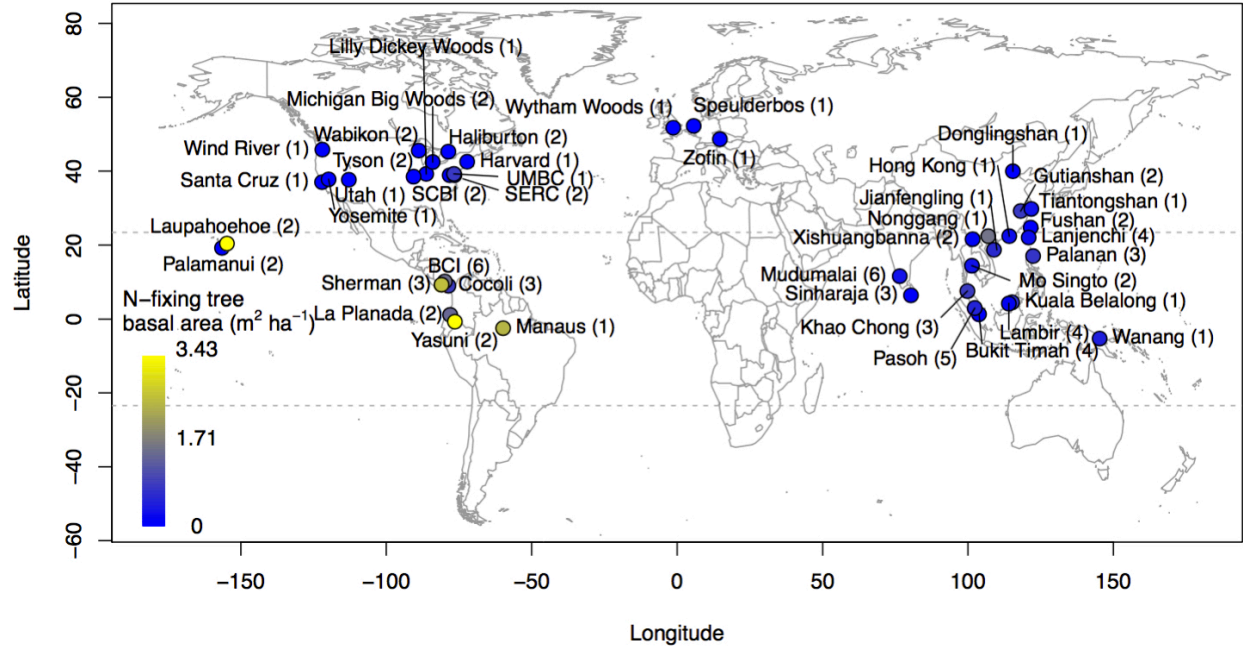 80
60
40
20
0
−20
−40
−60
Latitude
−150
−100
−50
0
50
100
150
Longitude
Lilly Dickey Woods (1)
Michigan Big Woods (2)
Wytham Woods (1)
Speulderbos (1)
Wabikon (2)
Haliburton (2)
Donglingshan (1)
Wind River (1)
Tyson (2)
Harvard (1)
Zofin (1)
Hong Kong (1)
Gutianshan (2)
Santa Cruz (1)
Utah (1)
SCBI (2)
UMBC (1)
SERC (2)
Jianfengling (1)
Tiantongshan (1)
Yosemite (1)
Nonggang (1)
Fushan (2)
Laupahoehoe (2)
Xishuangbanna (2)
Lanjenchi (4)
Palamanui (2)
BCI (6)
Palanan (3)
Sherman (3)
Cocoli (3)
Mudumalai (6)
Mo Singto (2)
Sinharaja (3)
Kuala Belalong (1)
La Planada (2)
Manaus (1)
Khao Chong (3)
Lambir (4)
Wanang (1)
Yasuni (2)
Pasoh (5)
Bukit Timah (4)
N−fixing tree
basal area (m² ha⁻¹)
3.43
1.71
0